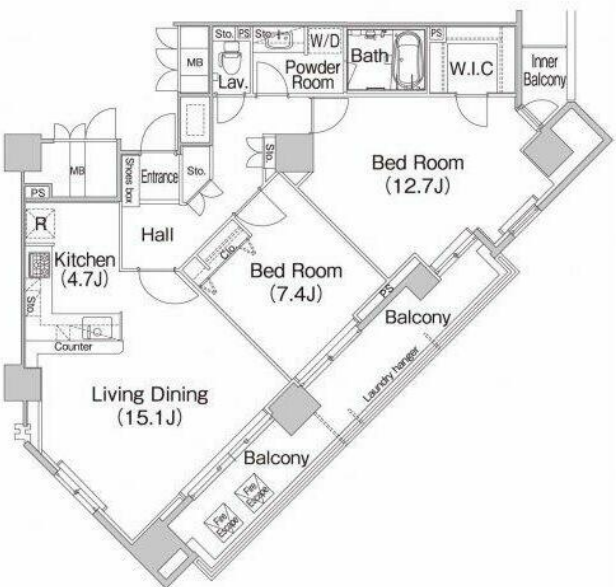 Sto.
PS
Sto.
W/D
Bath
PS
MB
Lav.
Powder
Room
W.I.C
Inner
Balcony
MB
Shoes box
Entrance
Sto.
Sto.
Bed Room
(12.7J)
PS
R
Hall
Kitchen
(4.7J)
Clo.
Bed Room
(7.4J)
Sto.
PS
Balcony
Counter
Laundry hanger
Living Dining
(15.1J)
Balcony
Fire
Escape
Fire
Escape